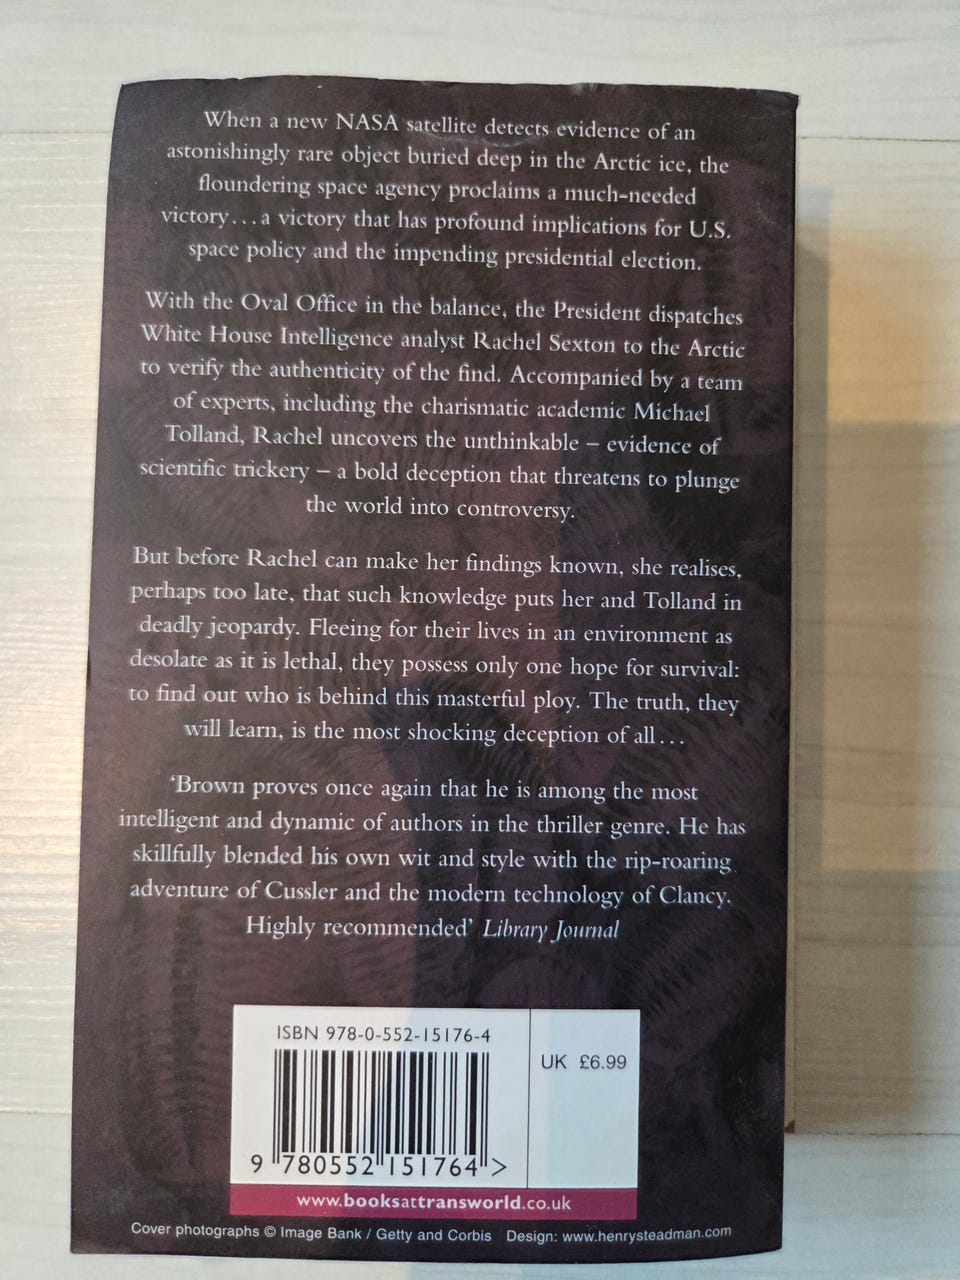 When a new NASA satellite detects evidence of an
astonishingly rare object buried deep in the Arctic ice, the
floundering space agency proclaims a much-needed
victory...a victory that has profound implications for U.S.
space policy and the impending presidential election.
With the Oval Office in the balance, the President dispatches
White House Intelligence analyst Rachel Sexton to the Arctic
to verify the authenticity of the find. Accompanied by a team
of experts, including the charismatic academic Michael
Tolland, Rachel uncovers the unthinkable – evidence of
scientific trickery – a bold deception that threatens to plunge
the world into controversy.
But before Rachel can make her findings known, she realises,
perhaps too late, that such knowledge puts her and Tolland in
deadly jeopardy. Fleeing for their lives in an environment as
desolate as it is lethal, they possess only one hope for survival:
to find out who is behind this masterful ploy. The truth, they
will learn, is the most shocking deception of all...
‘Brown proves once again that he is among the most
intelligent and dynamic of authors in the thriller genre. He has
skillfully blended his own wit and style with the rip-roaring
adventure of Cussler and the modern technology of Clancy.
Highly recommended’ Library Journal
ISBN 978-0-552-15176-4
UK £6.99
9 780552 151764 >
www.booksattransworld.co.uk
Cover photographs © Image Bank / Getty and Corbis Design: www.henrysteadman.com